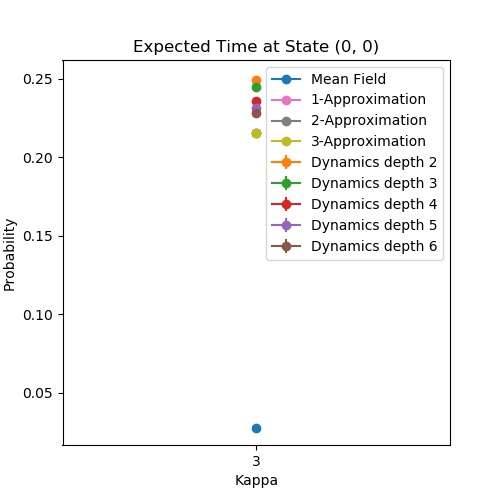 Expected Time at State (0, 0)
Probability
0.25
0.20
0.15
0.10
0.05
Mean Field
1-Approximation
2-Approximation
3-Approximation
Dynamics depth 2
Dynamics depth 3
Dynamics depth 4
Dynamics depth 5
Dynamics depth 6
3
Kappa